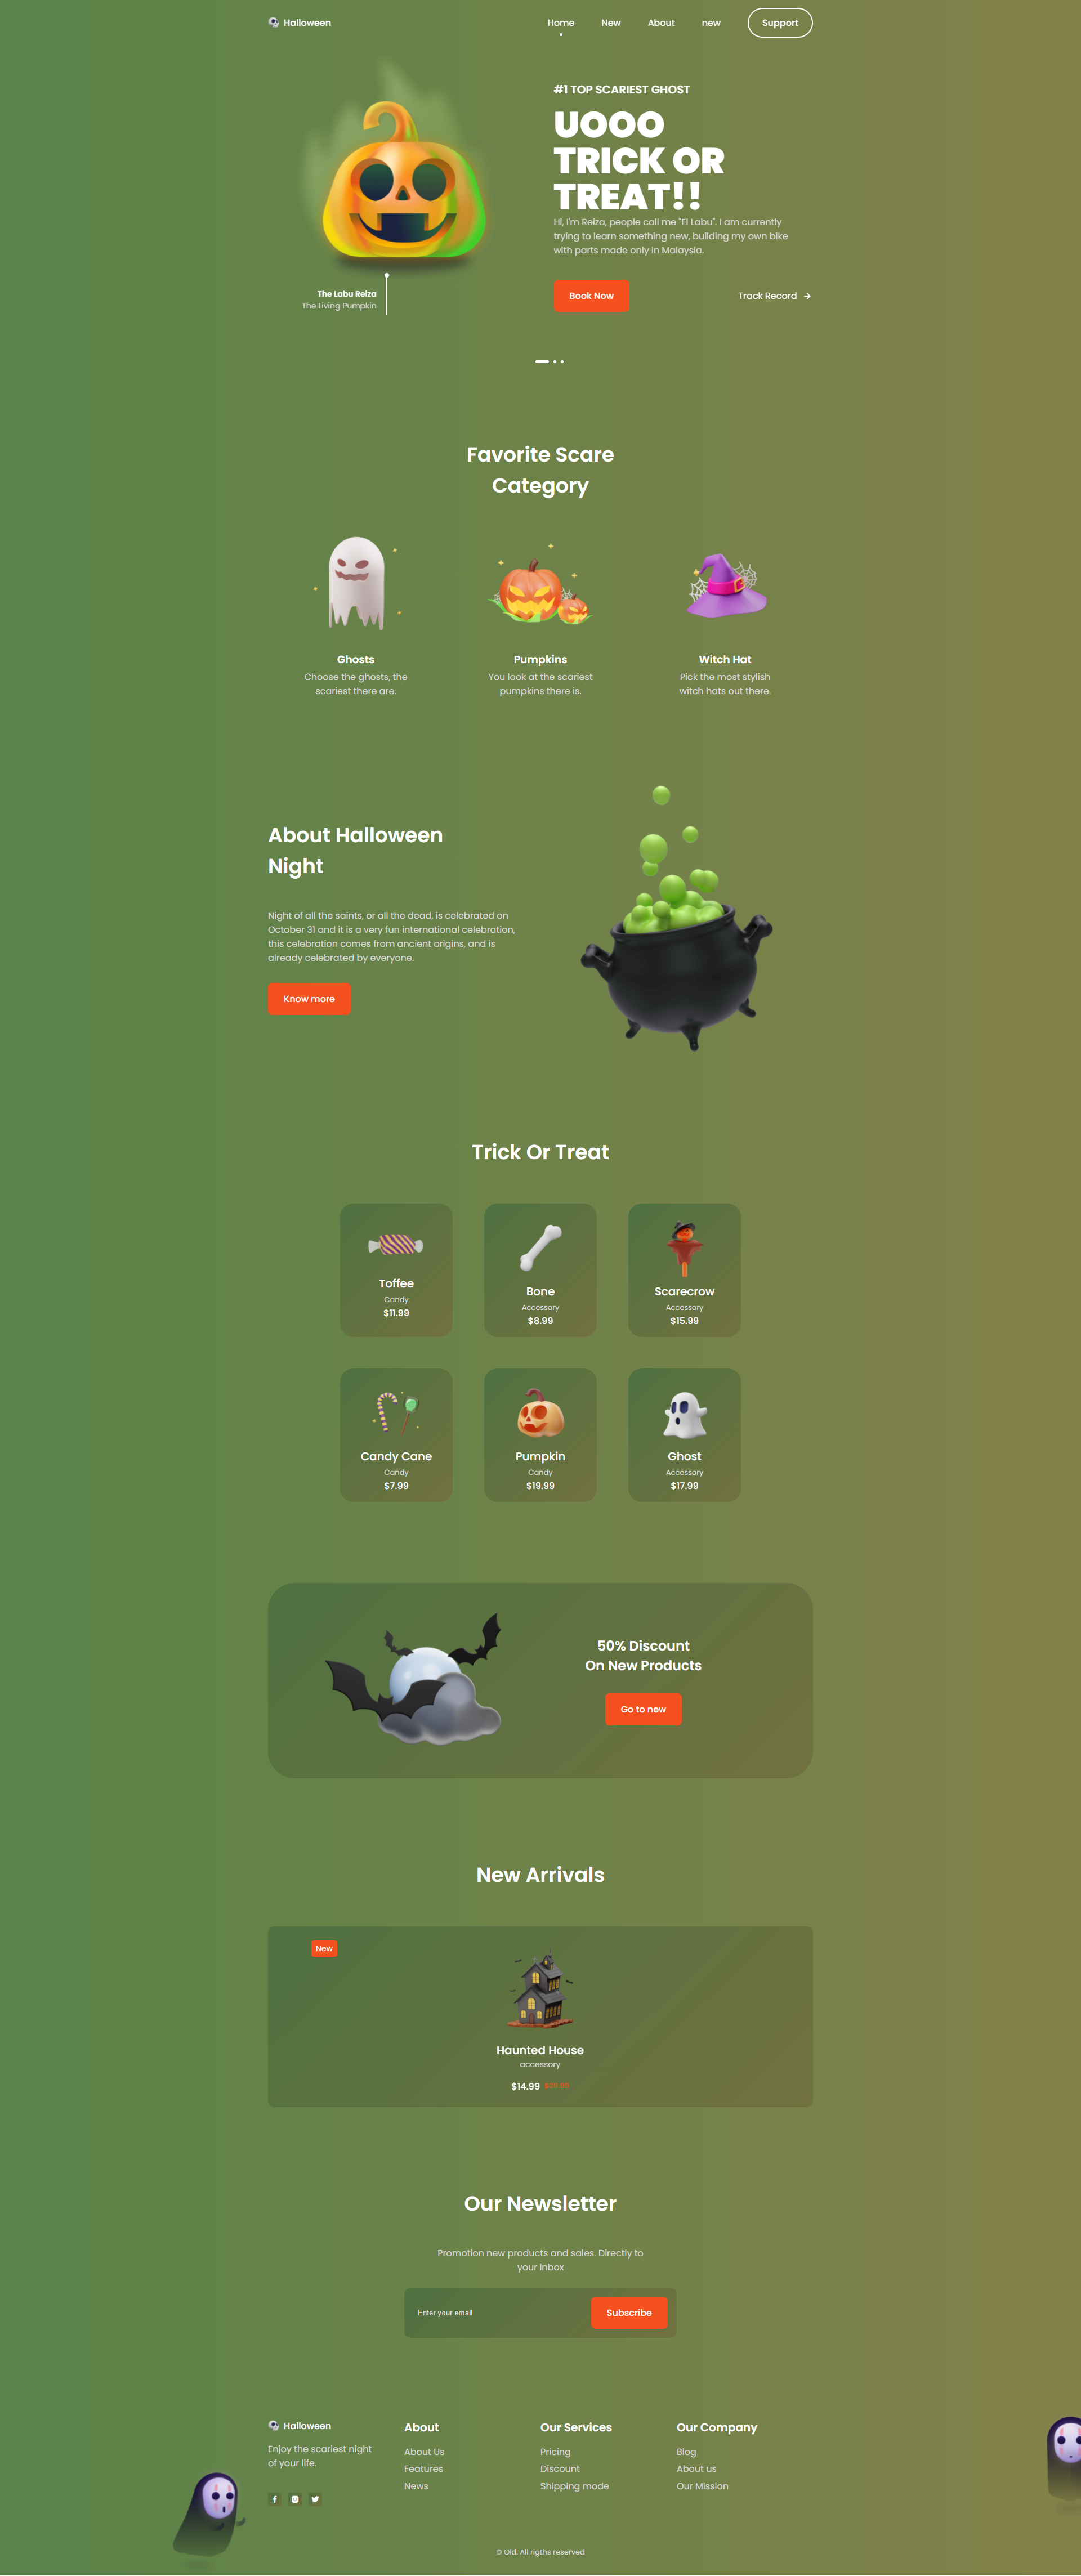 Halloween
Home
New
About
new
Support
#1 TOP SCARIEST GHOST
UOOO
TRICK OR
TREAT!!
Hi, I'm Reiza, people call me "El Labu". I am currently
trying to learn something new, building my own bike
with parts made only in Malaysia.
Book Now
Track Record
The Labu Reiza
The Living Pumpkin
Favorite Scare
Category
Ghosts
Choose the ghosts, the
scariest there are.
Pumpkins
You look at the scariest
pumpkins there is.
Witch Hat
Pick the most stylish
witch hats out there.
About Halloween
Night
Night of all the saints, or all the dead, is celebrated on
October 31 and it is a very fun international celebration,
this celebration comes from ancient origins, and is
already celebrated by everyone.
Know more
Trick Or Treat
Toffee
Candy
$11.99
Bone
Accessory
$8.99
Scarecrow
Accessory
$15.99
Candy Cane
Candy
$7.99
Pumpkin
Candy
$19.99
Ghost
Accessory
$17.99
50% Discount
On New Products
Go to new
New Arrivals
New
Haunted House
accessory
$14.99
Our Newsletter
Promotion new products and sales. Directly to
your inbox
Enter your email
Subscribe
Halloween
Enjoy the scariest night
of your life.
About
About Us
Features
News
Our Services
Pricing
Discount
Shipping mode
Our Company
Blog
About us
Our Mission
© Old. All rigths reserved